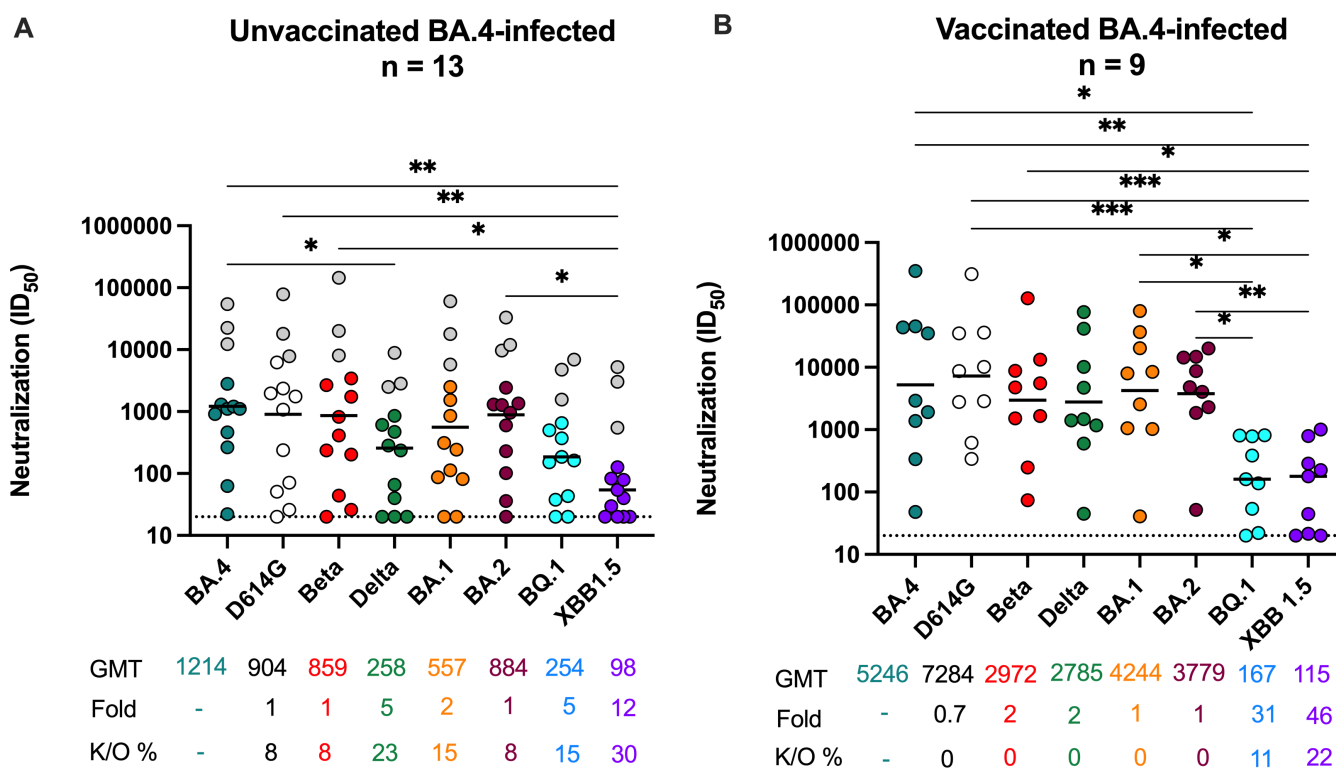 A
Unvaccinated BA.4-infected
n = 13
**
**
*
*
*
Neutralization (ID50)
1000000
100000
10000
1000
100
10
BA.4
D614G
Beta
Delta
BA.1
BA.2
BQ.1
XBB1.5
GMT 1214 904 859 258 557 884 254 98
Fold - 1 1 5 2 1 5 12
K/O % - 8 8 23 15 8 15 30
B
Vaccinated BA.4-infected
n = 9
*
**
*
***
***
*
*
**
*
Neutralization (ID50)
1000000
100000
10000
1000
100
10
BA.4
D614G
Beta
Delta
BA.1
BA.2
BQ.1
XBB 1.5
GMT 5246 7284 2972 2785 4244 3779 167 115
Fold - 0.7 2 2 1 1 31 46
K/O % - 0 0 0 0 0 11 22